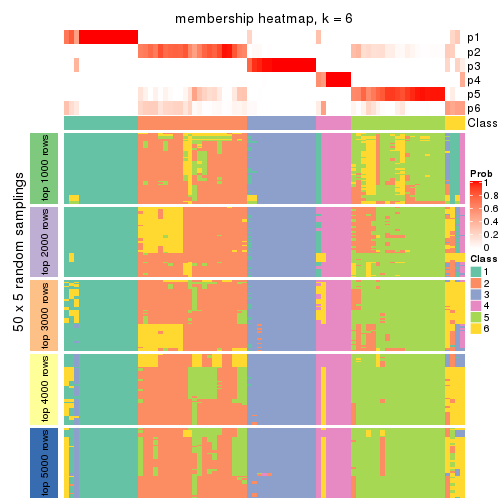 membership heatmap, k = 6
p1
p2
p3
p4
p5
p6
Class
50 x 5 random samplings
top 1000 rows
top 2000 rows
top 3000 rows
top 4000 rows
top 5000 rows
Prob
1
0.8
0.6
0.4
0.2
0
Class
1
2
3
4
5
6